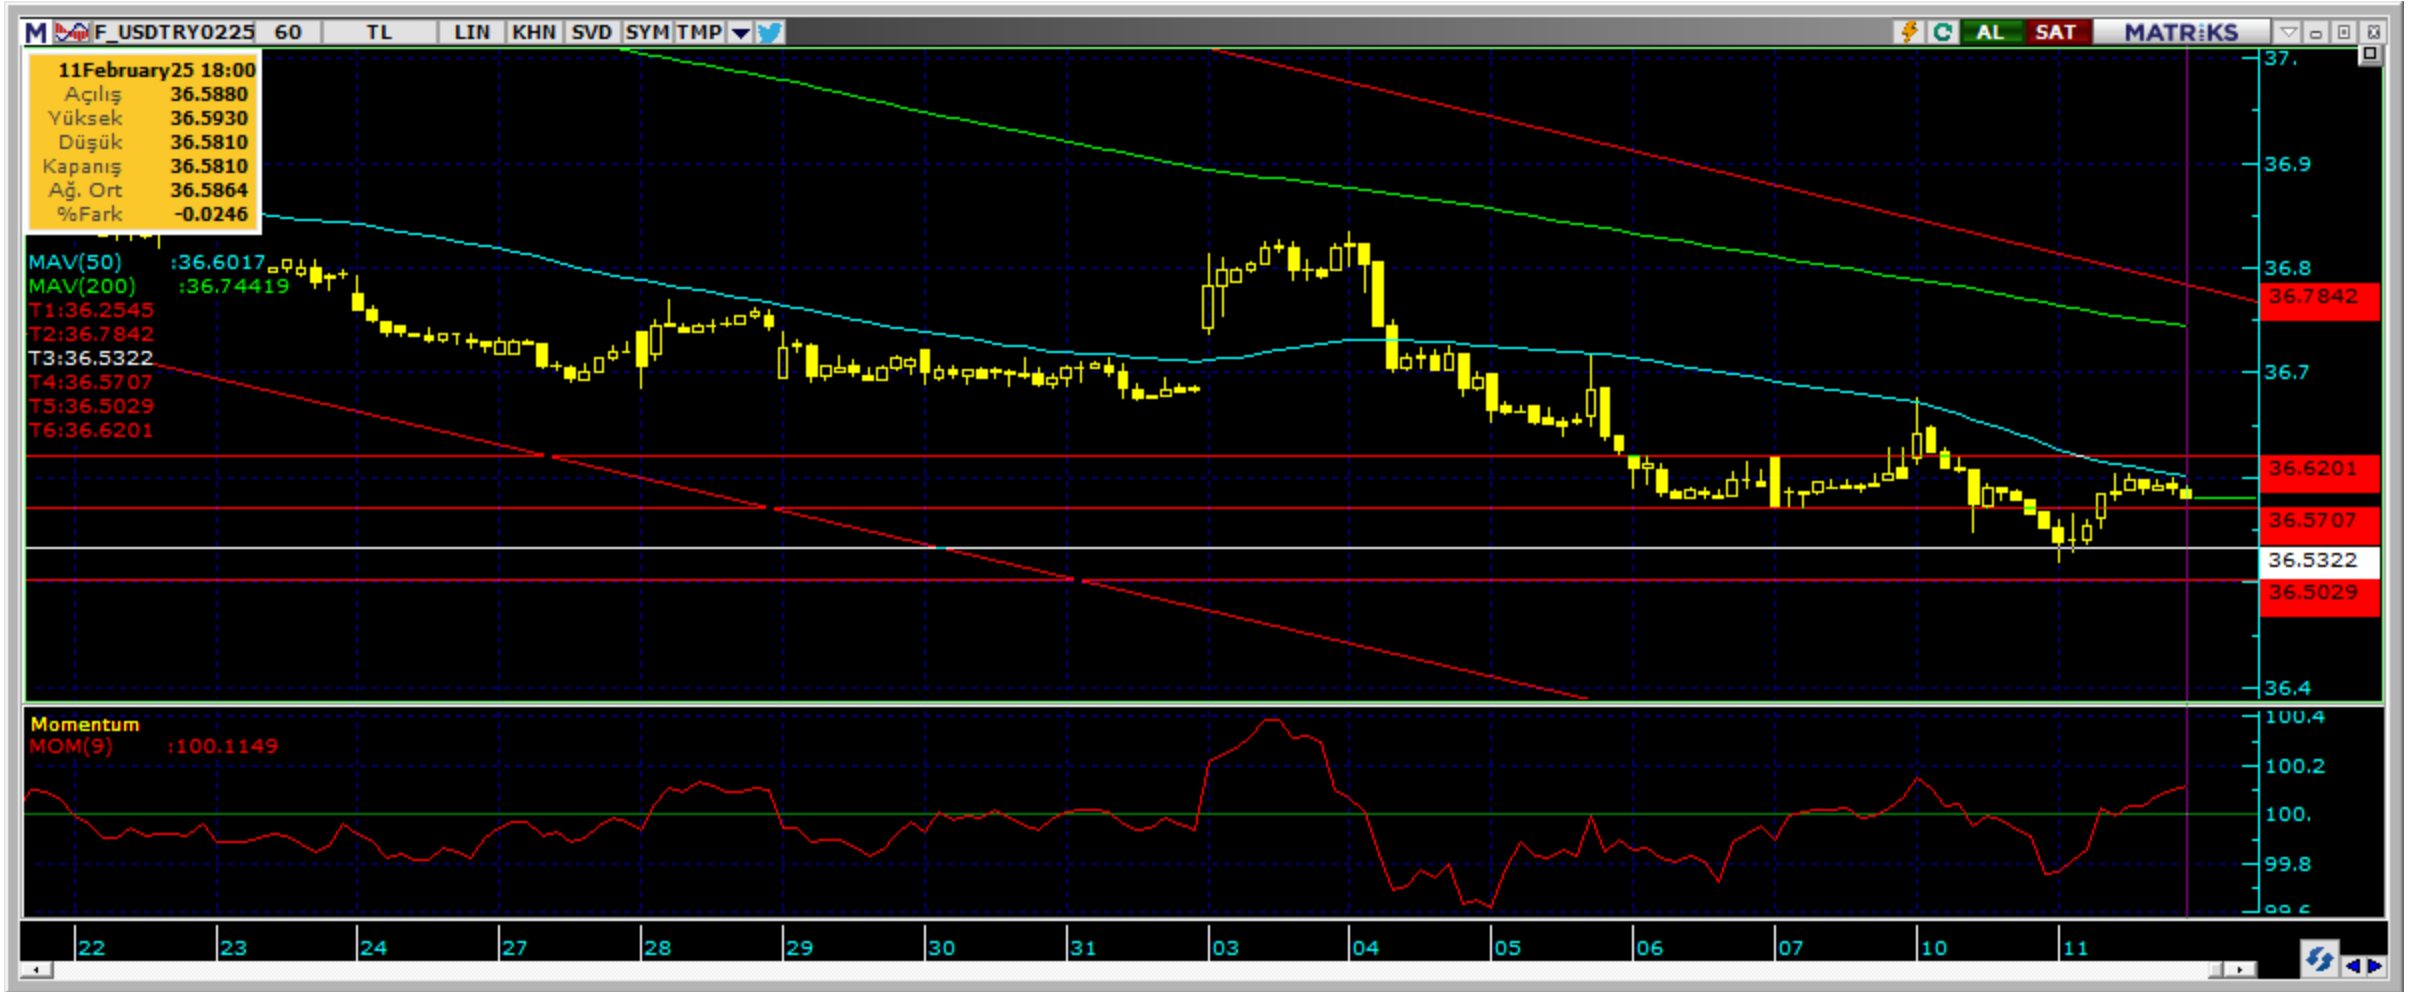 M F_USDTRY0225 60 TL LIN KHN SVD SYM TMP AL SAT MATRiKS
11February25 18:00
Açılış 36.5880
Yüksek 36.5930
Düşük 36.5810
Kapanış 36.5810
Ağ. Ort 36.5864
%Fark -0.0246
MAV(50) :36.6017
MAV(200) :36.74419
T1:36.2545
T2:36.7842
T3:36.5322
T4:36.5707
T5:36.5029
T6:36.6201
37.
36.9
36.8
36.7842
36.7
36.6201
36.5707
36.5322
36.5029
36.4
Momentum
MOM(9) :100.1149
100.4
100.2
100.
99.8
22 23 24 27 28 29 30 31 03 04 05 06 07 10 11